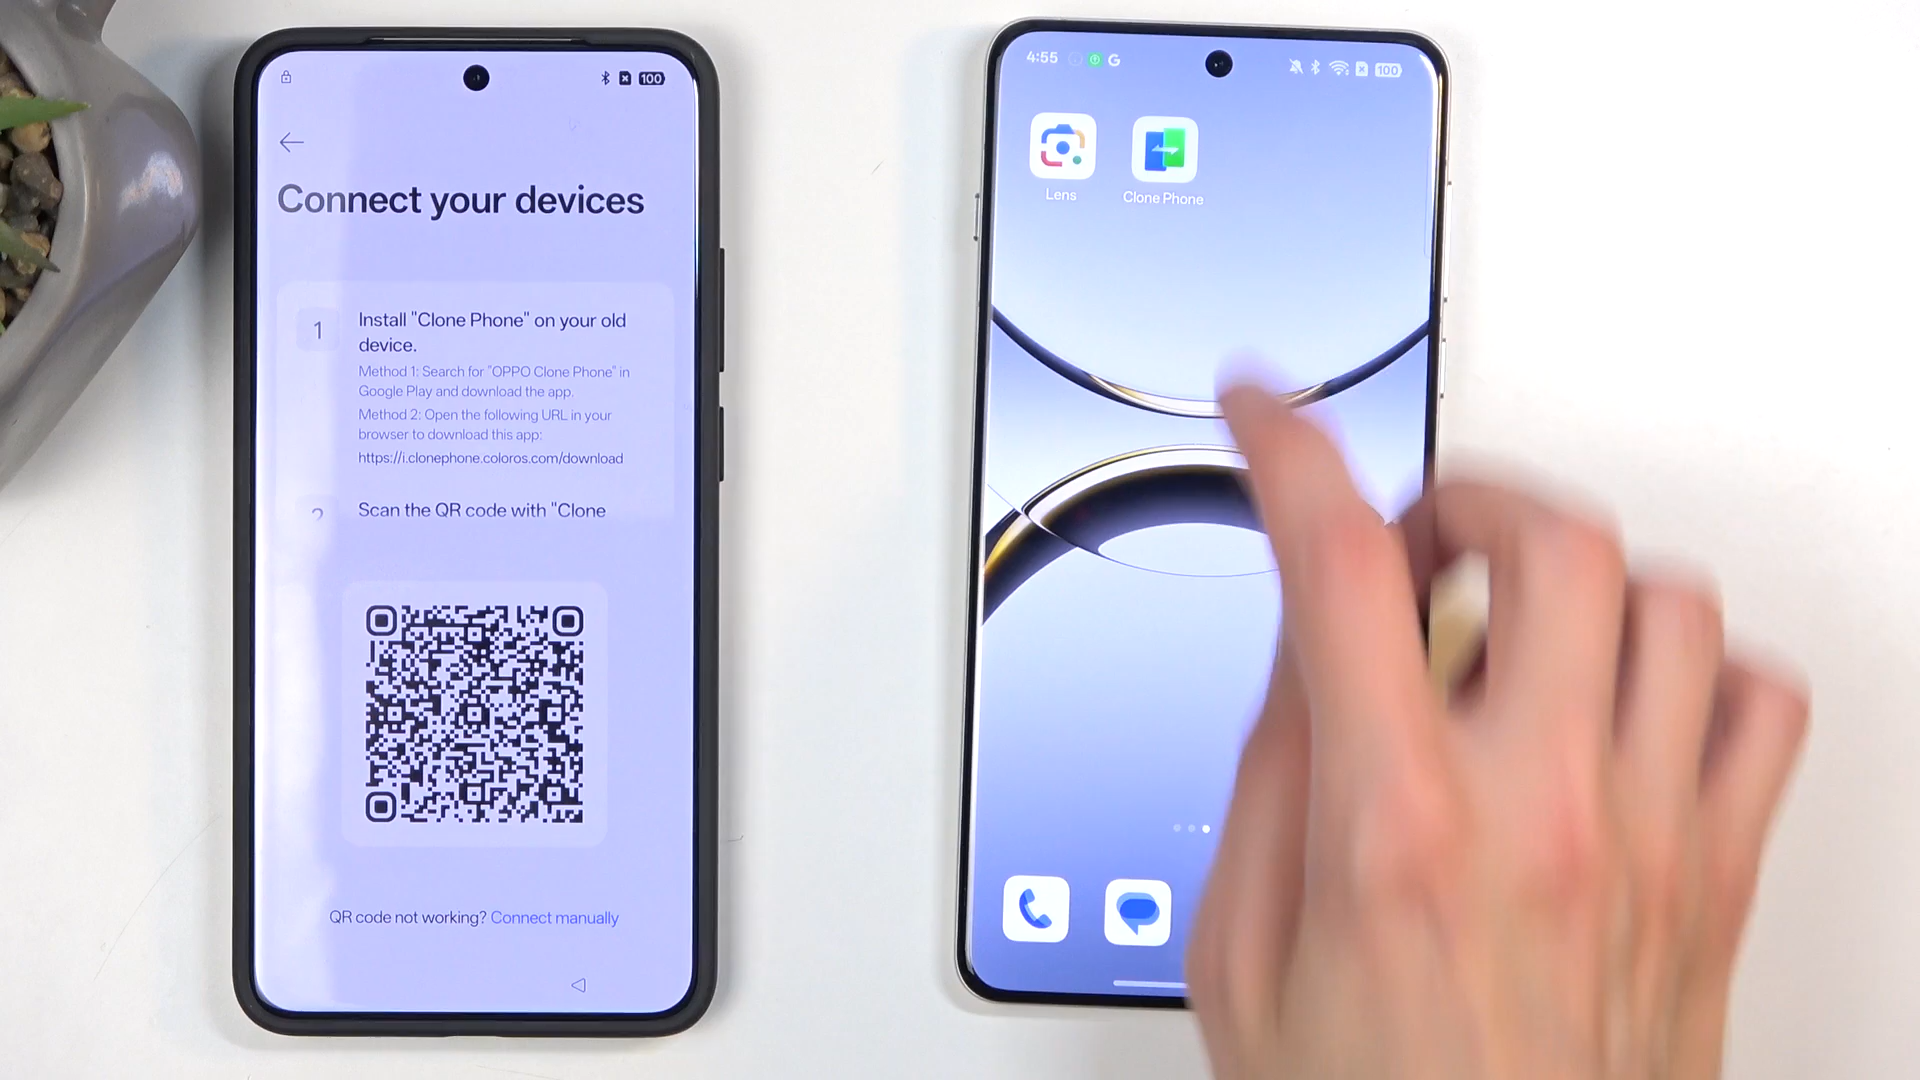 100
Connect your devices
1
Install "Clone Phone" on your old
device.
Method 1: Search for "OPPO Clone Phone" in
Google Play and download the app.
Method 2: Open the following URL in your
browser to download this app:
https://i.clonephone.coloros.com/download
2
Scan the QR code with "Clone
QR code not working? Connect manually
4:55
G
100
Lens
Clone Phone